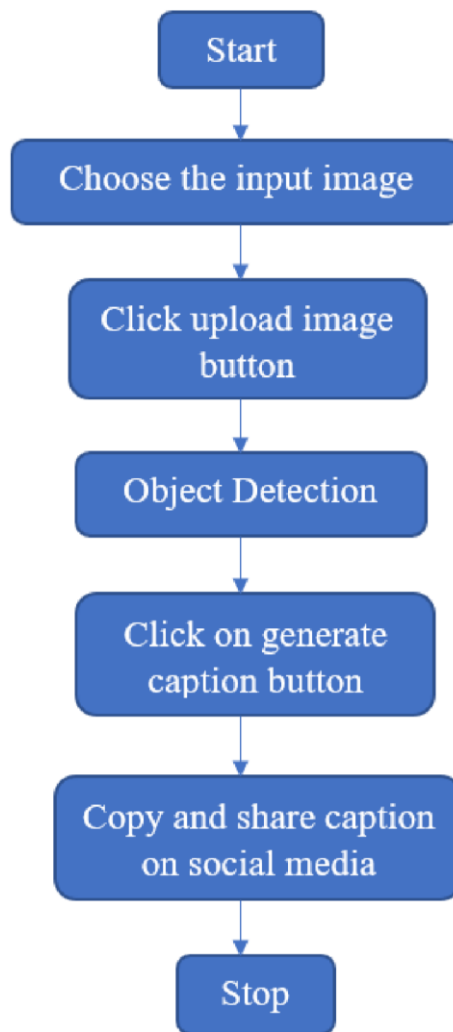 Start
Choose the input image
Click upload image
button
Object Detection
Click on generate
caption button
Copy and share caption
on social media
Stop